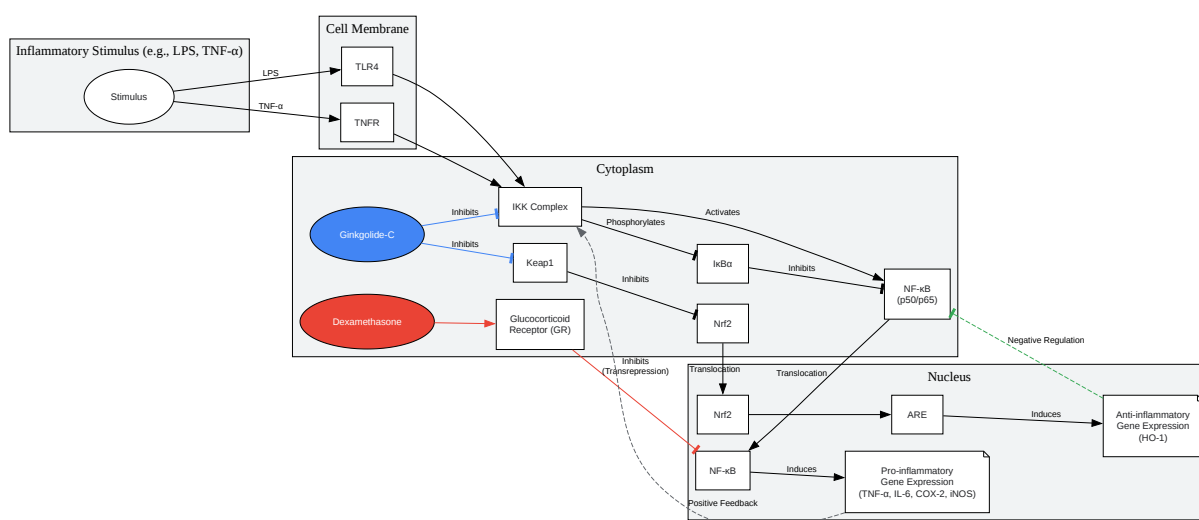 Cell Membrane
Inflammatory Stimulus (e.g., LPS, TNF-α)
TLR4
LPS
Stimulus
TNF-α
TNFR
Cytoplasm
IKK Complex
Inhibits
Activates
Phosphorylates
Ginkgolide-C
Inhibits
Keap1
IκBα
Inhibits
Inhibits
NF-κB
(p50/p65)
Dexamethasone
Glucocorticoid
Receptor (GR)
Nrf2
Negative Regulation
Inhibits
(Transrepression)
Translocation
Translocation
Nucleus
Nrf2
ARE
Induces
Anti-inflammatory
Gene Expression
(HO-1)
NF-κB
Induces
Pro-inflammatory
Gene Expression
(TNF-α, IL-6, COX-2, iNOS)
Positive Feedback